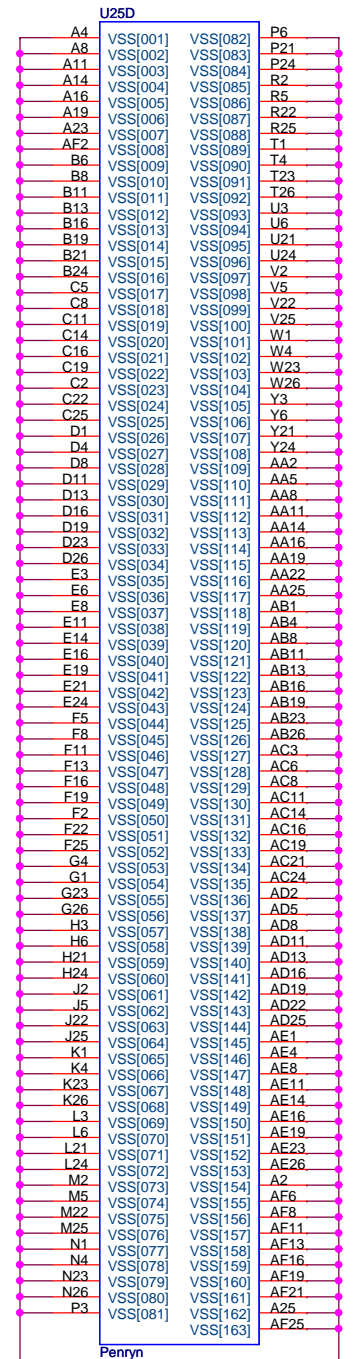 U25D
A4 VSS[001] VSS[082] P6
A8 VSS[002] VSS[083] P21
A11 VSS[003] VSS[084] P24
A14 VSS[004] VSS[085] R2
A16 VSS[005] VSS[086] R5
A19 VSS[006] VSS[087] R22
A23 VSS[007] VSS[088] R25
AF2 VSS[008] VSS[089] T1
B6 VSS[009] VSS[090] T4
B8 VSS[010] VSS[091] T23
B11 VSS[011] VSS[092] T26
B13 VSS[012] VSS[093] U3
B16 VSS[013] VSS[094] U6
B19 VSS[014] VSS[095] U21
B21 VSS[015] VSS[096] U24
B24 VSS[016] VSS[097] V2
C5 VSS[017] VSS[098] V5
C8 VSS[018] VSS[099] V22
C11 VSS[019] VSS[100] V25
C14 VSS[020] VSS[101] W1
C16 VSS[021] VSS[102] W4
C19 VSS[022] VSS[103] W23
C2 VSS[023] VSS[104] W26
C22 VSS[024] VSS[105] Y3
C25 VSS[025] VSS[106] Y6
D1 VSS[026] VSS[107] Y21
D4 VSS[027] VSS[108] Y24
D8 VSS[028] VSS[109] AA2
D11 VSS[029] VSS[110] AA5
D13 VSS[030] VSS[111] AA8
D16 VSS[031] VSS[112] AA11
D19 VSS[032] VSS[113] AA14
D23 VSS[033] VSS[114] AA16
D26 VSS[034] VSS[115] AA19
E3 VSS[035] VSS[116] AA22
E6 VSS[036] VSS[117] AA25
E8 VSS[037] VSS[118] AB1
E11 VSS[038] VSS[119] AB4
E14 VSS[039] VSS[120] AB8
E16 VSS[040] VSS[121] AB11
E19 VSS[041] VSS[122] AB13
E21 VSS[042] VSS[123] AB16
E24 VSS[043] VSS[124] AB19
F5 VSS[044] VSS[125] AB23
F8 VSS[045] VSS[126] AB26
F11 VSS[046] VSS[127] AC3
F13 VSS[047] VSS[128] AC6
F16 VSS[048] VSS[129] AC8
F19 VSS[049] VSS[130] AC11
F2 VSS[050] VSS[131] AC14
F22 VSS[051] VSS[132] AC16
F25 VSS[052] VSS[133] AC19
G4 VSS[053] VSS[134] AC21
G1 VSS[054] VSS[135] AC24
G23 VSS[055] VSS[136] AD2
G26 VSS[056] VSS[137] AD5
H3 VSS[057] VSS[138] AD8
H6 VSS[058] VSS[139] AD11
H21 VSS[059] VSS[140] AD13
H24 VSS[060] VSS[141] AD16
J2 VSS[061] VSS[142] AD19
J5 VSS[062] VSS[143] AD22
J22 VSS[063] VSS[144] AD25
J25 VSS[064] VSS[145] AE1
K1 VSS[065] VSS[146] AE4
K4 VSS[066] VSS[147] AE8
K23 VSS[067] VSS[148] AE11
K26 VSS[068] VSS[149] AE14
L3 VSS[069] VSS[150] AE16
L6 VSS[070] VSS[151] AE19
L21 VSS[071] VSS[152] AE23
L24 VSS[072] VSS[153] AE26
M2 VSS[073] VSS[154] A2
M5 VSS[074] VSS[155] AF6
M22 VSS[075] VSS[156] AF8
M25 VSS[076] VSS[157] AF11
N1 VSS[077] VSS[158] AF13
N4 VSS[078] VSS[159] AF16
N23 VSS[079] VSS[160] AF19
N26 VSS[080] VSS[161] AF21
P3 VSS[081] VSS[162] A25
VSS[163] AF25
Penryn